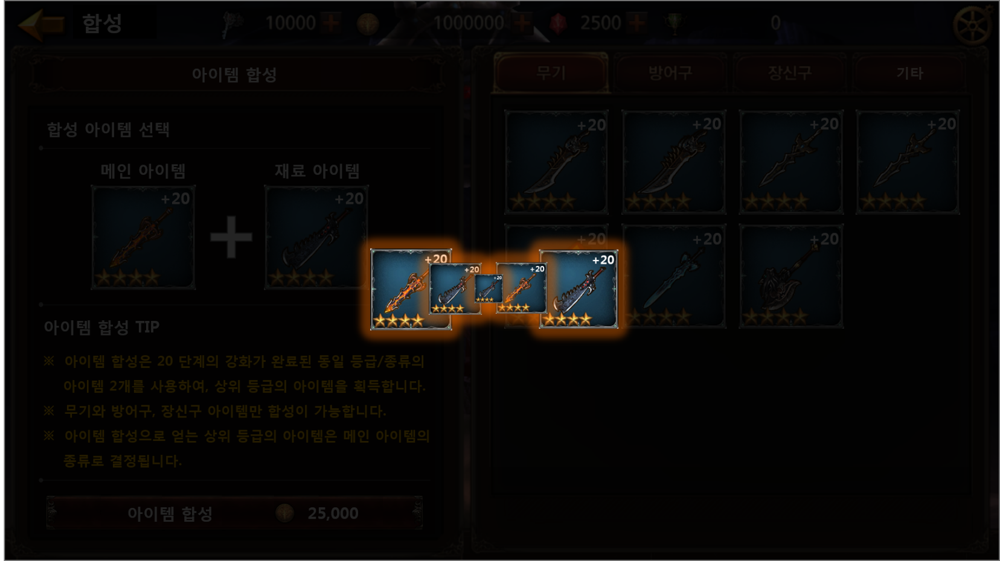 합성 10000 1000000 2500 0
아이템 합성
무기 방어구 장신구 기타
합성 아이템 선택
메인 아이템 재료 아이템
+20 +20
+20 +20 +20 +20
+20 +20 +20
+20 +20 +20 +20 +20
아이템 합성 TIP
※ 아이템 합성은 20 단계의 강화가 완료된 동일 등급/종류의
아이템 2개를 사용하여, 상위 등급의 아이템을 획득합니다.
※ 무기와 방어구, 장신구 아이템만 합성이 가능합니다.
※ 아이템 합성으로 얻는 상위 등급의 아이템은 메인 아이템의
종류로 결정됩니다.
아이템 합성 25,000